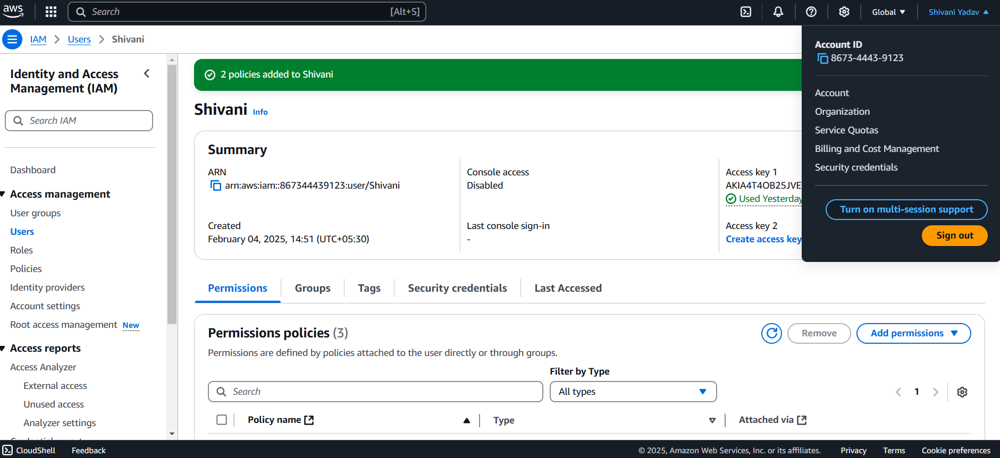 aws
Search [Alt+S]
Global
Shivani Yadav
IAM > Users > Shivani
Account ID
8673-4443-9123
Account
Organization
Service Quotas
Billing and Cost Management
Security credentials
Turn on multi-session support
Sign out
Identity and Access
Management (IAM)
Search IAM
Dashboard
Access management
User groups
Users
Roles
Policies
Identity providers
Account settings
Root access management New
Access reports
Access Analyzer
External access
Unused access
Analyzer settings
2 policies added to Shivani
Shivani Info
Summary
ARN
arn:aws:iam::867344439123:user/Shivani
Created
February 04, 2025, 14:51 (UTC+05:30)
Console access
Disabled
Last console sign-in
-
Access key 1
AKIA4T4OB25JVE
Used Yesterday
Access key 2
Create access key
Permissions
Groups
Tags
Security credentials
Last Accessed
Permissions policies (3)
Remove
Add permissions
Permissions are defined by policies attached to the user directly or through groups.
Filter by Type
Search
All types
1
Policy name
Type
Attached via
CloudShell
Feedback
© 2025, Amazon Web Services, Inc. or its affiliates.
Privacy
Terms
Cookie preferences